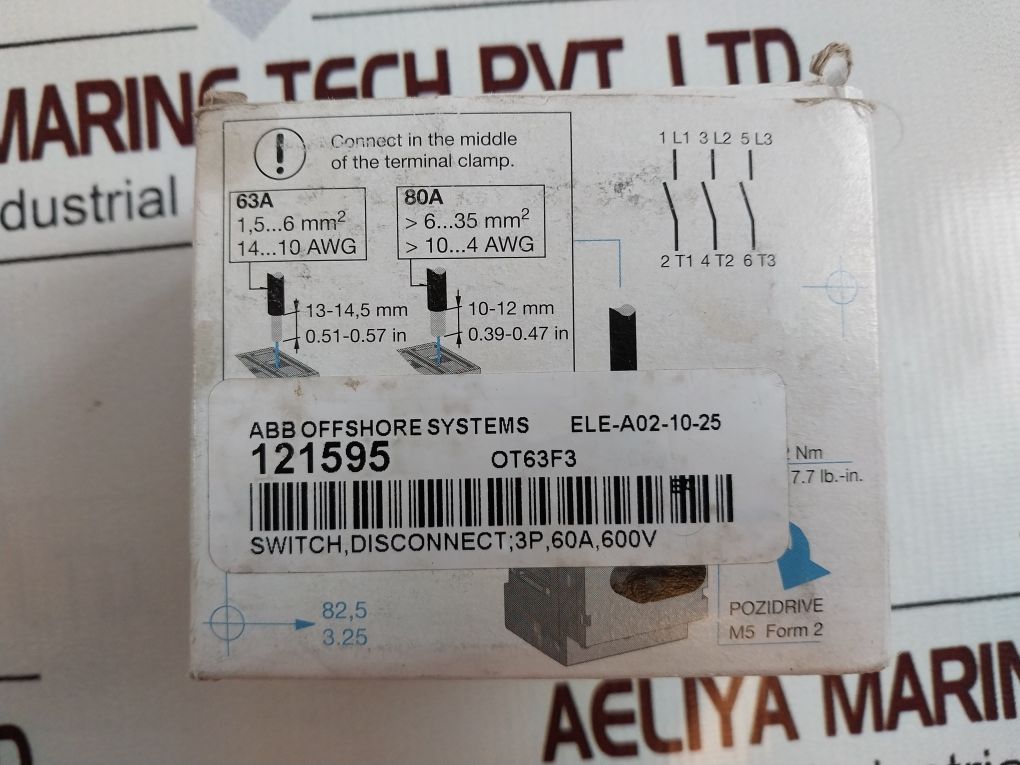 MARINE TECH PVT. LTD
ndustrial
Connect in the middle
of the terminal clamp.
63A
1,5...6 mm²
14...10 AWG
80A
> 6...35 mm²
> 10...4 AWG
13-14,5 mm
0.51-0.57 in
10-12 mm
0.39-0.47 in
1 L1 3 L2 5 L3
2 T1 4 T2 6 T3
ABB OFFSHORE SYSTEMS ELE-A02-10-25
121595 OT63F3
SWITCH,DISCONNECT;3P,60A,600V
Nm
7.7 lb.-in.
82,5
3.25
POZIDRIVE
M5 Form 2
AELIYA MARIN